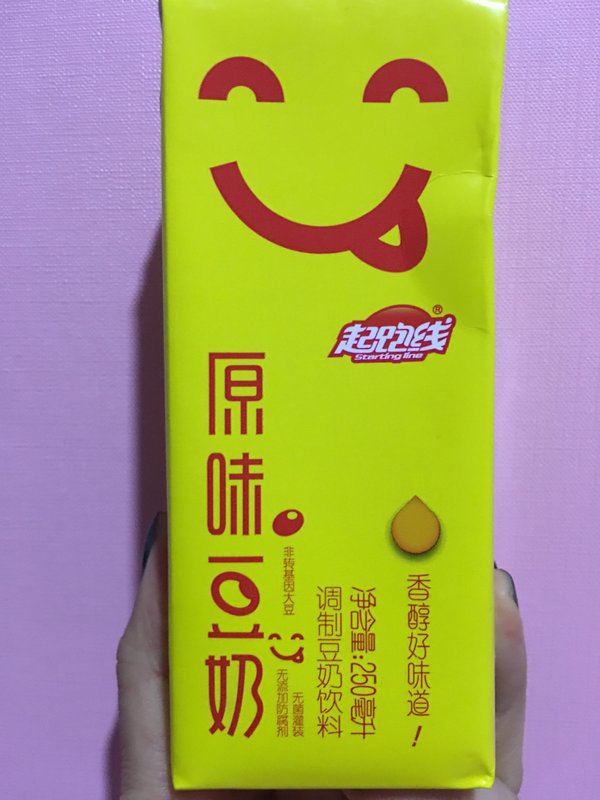 起跑线®
Starting line
原味豆奶
非转基因大豆
无菌灌装
无添加防腐剂
香醇好味道！
净含量:250毫升
调制豆奶饮料